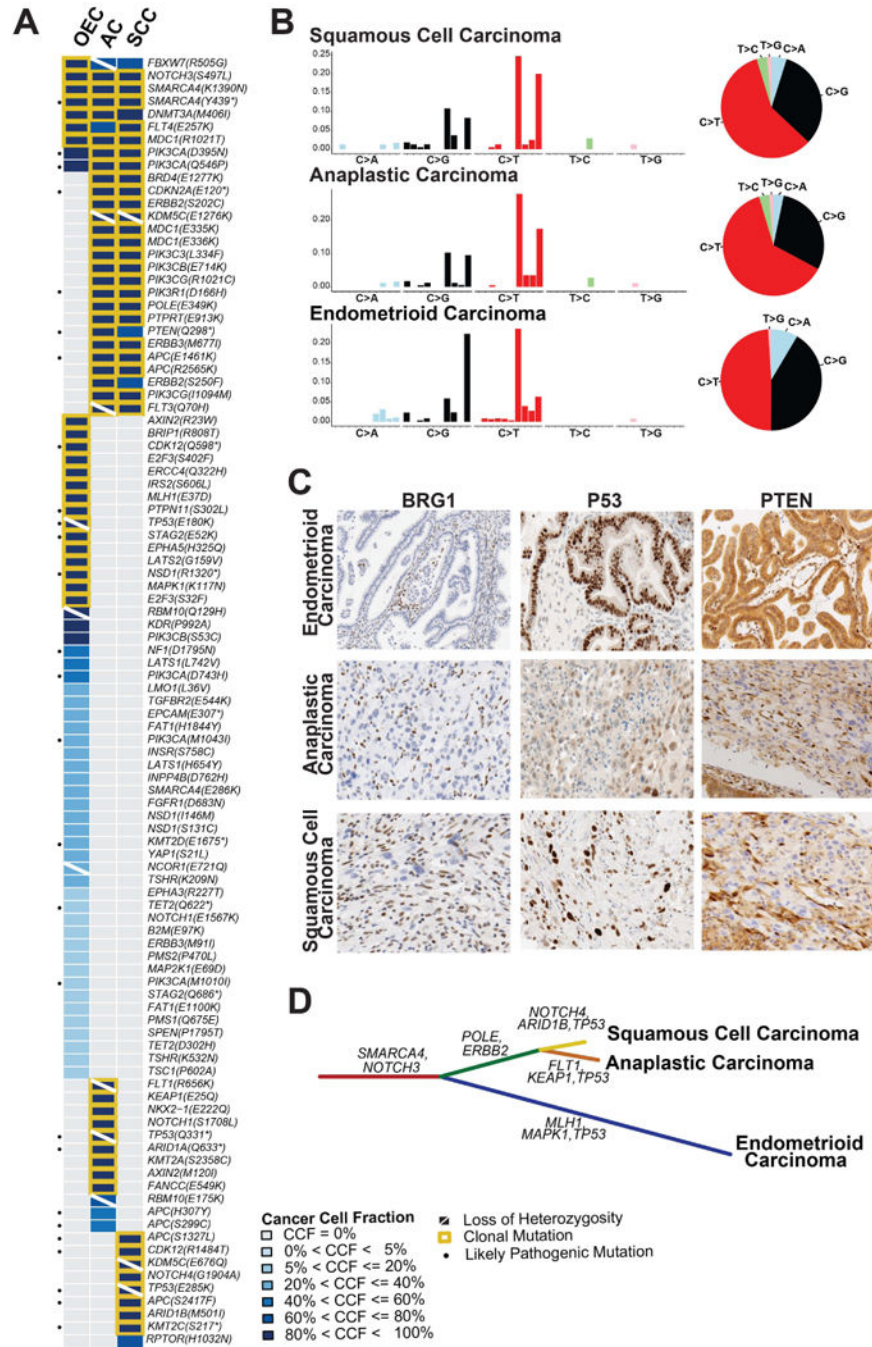 A
OEC AC SCC
FBXW7(R505G)
NOTCH3(S497L)
SMARCA4(K1390N)
SMARCA4(Y439*)
DNMT3A(M406I)
FLT4(E257K)
MDC1(R1021T)
PIK3CA(D395N)
PIK3CA(Q546P)
BRD4(E1277K)
CDKN2A(E120*)
ERBB2(S202C)
KDM5C(E1276K)
MDC1(E335K)
MDC1(E336K)
PIK3C3(L334F)
PIK3CB(E714K)
PIK3CG(R1021C)
PIK3R1(D166H)
POLE(E349K)
PTPRT(E913K)
PTEN(Q298*)
ERBB3(M677I)
APC(E1461K)
APC(R2565K)
ERBB2(S250F)
PIK3CG(I1094M)
FLT3(Q70H)
AXIN2(R23W)
BRIP1(R808T)
CDK12(Q598*)
E2F3(S402F)
ERCC4(Q322H)
IRS2(S606L)
MLH1(E37D)
PTPN11(S302L)
TP53(E180K)
STAG2(E52K)
EPHA5(H325Q)
LATS2(G159V)
NSD1(R1320*)
MAPK1(K117N)
E2F3(S32F)
RBM10(Q129H)
KDR(P992A)
PIK3CB(S53C)
NF1(D1795N)
LATS1(L742V)
PIK3CA(D743H)
LMO1(L36V)
TGFBR2(E544K)
EPCAM(E307*)
FAT1(H1844Y)
PIK3CA(M1043I)
INSR(S758C)
LATS1(H654Y)
INPP4B(D762H)
SMARCA4(E286K)
FGFR1(D683N)
NSD1(I146M)
NSD1(S131C)
KMT2D(E1675*)
YAP1(S21L)
NCOR1(E721Q)
TSHR(K209N)
EPHA3(R227T)
TET2(Q622*)
NOTCH1(E1567K)
B2M(E97K)
ERBB3(M91I)
PMS2(P470L)
MAP2K1(E69D)
PIK3CA(M1010I)
STAG2(Q686*)
FAT1(E1100K)
PMS1(Q675E)
SPEN(P1795T)
TET2(D302H)
TSHR(K532N)
TSC1(P602A)
FLT1(R656K)
KEAP1(E25Q)
NKX2-1(E222Q)
NOTCH1(S1708L)
TP53(Q331*)
ARID1A(Q633*)
KMT2A(S2358C)
AXIN2(M120I)
FANCC(E549K)
RBM10(E175K)
APC(H307Y)
APC(S299C)
APC(S1327L)
CDK12(R1484T)
KDM5C(E676Q)
NOTCH4(G1904A)
TP53(E285K)
APC(S2417F)
ARID1B(M501I)
KMT2C(S217*)
RPTOR(H1032N)
Cancer Cell Fraction
CCF = 0%
0% < CCF < 5%
5% < CCF <= 20%
20% < CCF <= 40%
40% < CCF <= 60%
60% < CCF <= 80%
80% < CCF < 100%
Loss of Heterozygosity
Clonal Mutation
Likely Pathogenic Mutation
B
Squamous Cell Carcinoma
0.25
0.20
0.15
0.10
0.05
0.00
C>A C>G C>T T>C T>G
T>C T>G C>A
C>G
C>T
Anaplastic Carcinoma
0.20
0.15
0.10
0.05
0.00
C>A C>G C>T T>C T>G
T>C T>G C>A
C>G
C>T
Endometrioid Carcinoma
0.20
0.15
0.10
0.05
0.00
C>A C>G C>T T>C T>G
T>G C>A
C>G
C>T
C
BRG1 P53 PTEN
Endometrioid
Carcinoma
Anaplastic
Carcinoma
Squamous Cell
Carcinoma
D
SMARCA4,
NOTCH3
POLE,
ERBB2
NOTCH4,
ARID1B,TP53
Squamous Cell Carcinoma
Anaplastic Carcinoma
FLT1,
KEAP1,TP53
MLH1,
MAPK1,TP53
Endometrioid
Carcinoma